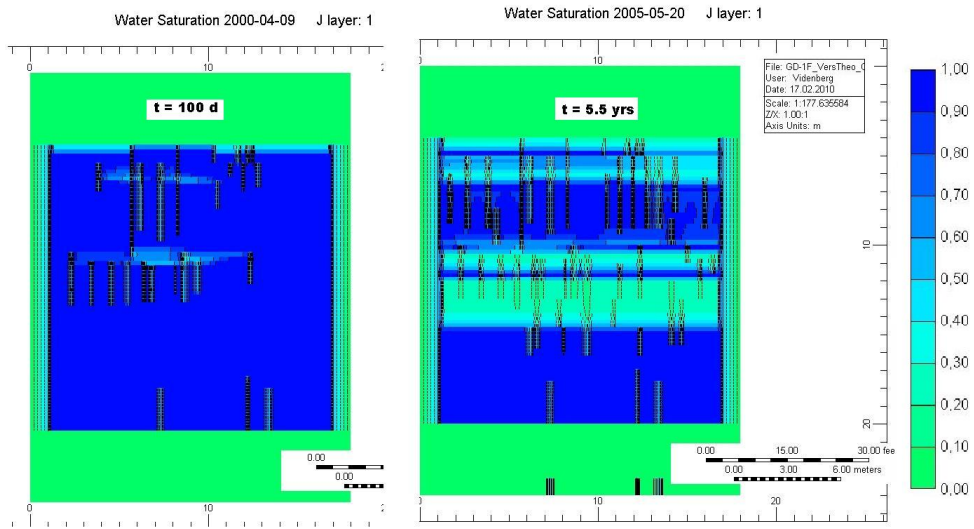 Water Saturation 2000-04-09 J layer: 1
0 10
t = 100 d
0.00
0.00
0 10
Water Saturation 2005-05-20 J layer: 1
0 10
t = 5.5 yrs
File: GD-1F_VersTheo_
User: Videnberg
Date: 17.02.2010
Scale: 1:177.635584
Z/X: 1.00:1
Axis Units: m
10
20
0.00 15.00 30.00 fee
0.00 3.00 6.00 meters
0 10 20
1,00
0,90
0,80
0,70
0,60
0,50
0,40
0,30
0,20
0,10
0,00